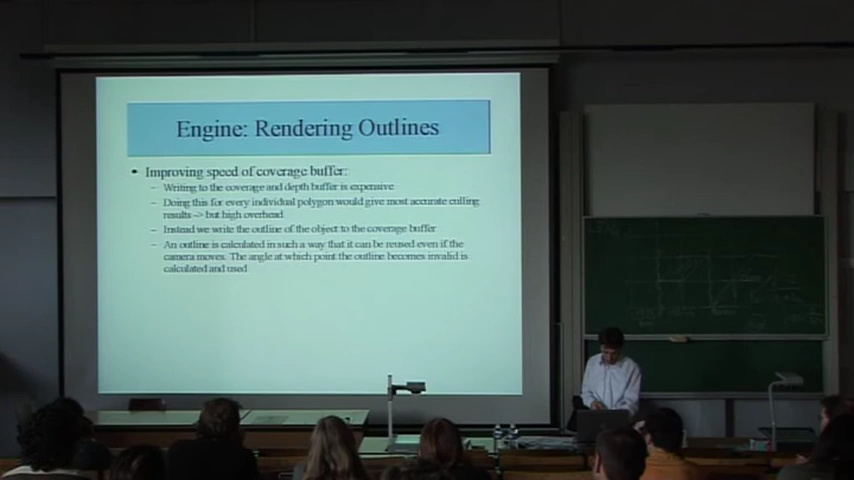 Engine: Rendering Outlines
• Improving speed of coverage buffer:
– Writing to the coverage and depth buffer is expensive
– Doing this for every individual polygon would give most accurate culling
results –> but high overhead
– Instead we write the outline of the object to the coverage buffer
– An outline is calculated in such a way that it can be reused even if the
camera moves. The angle at which point the outline becomes invalid is
calculated and used